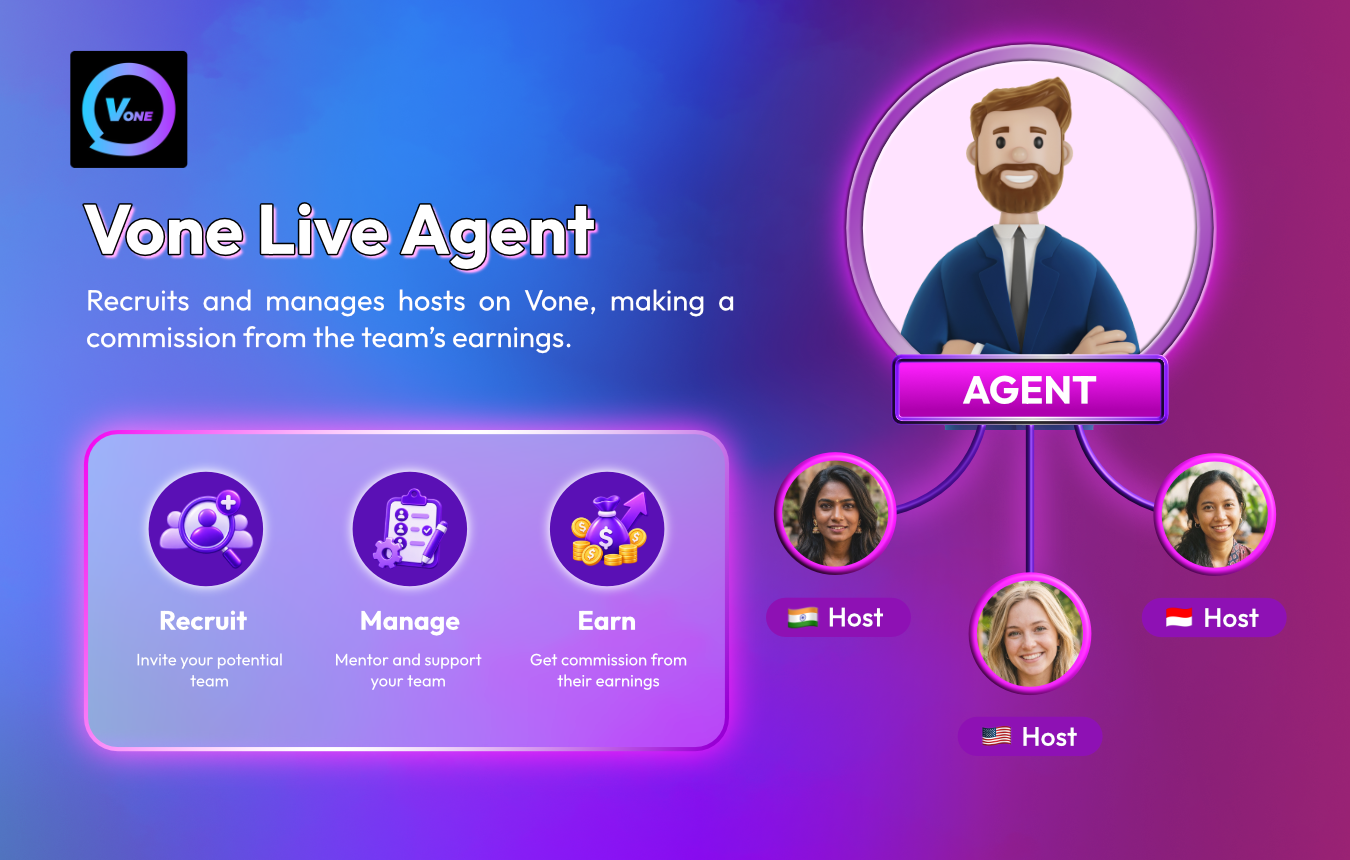 VONE
Vone Live Agent
Recruits and manages hosts on Vone, making a
commission from the team's earnings.
Recruit
Invite your potential
team
Manage
Mentor and support
your team
Earn
Get commission from
their earnings
AGENT
Host
Host
Host